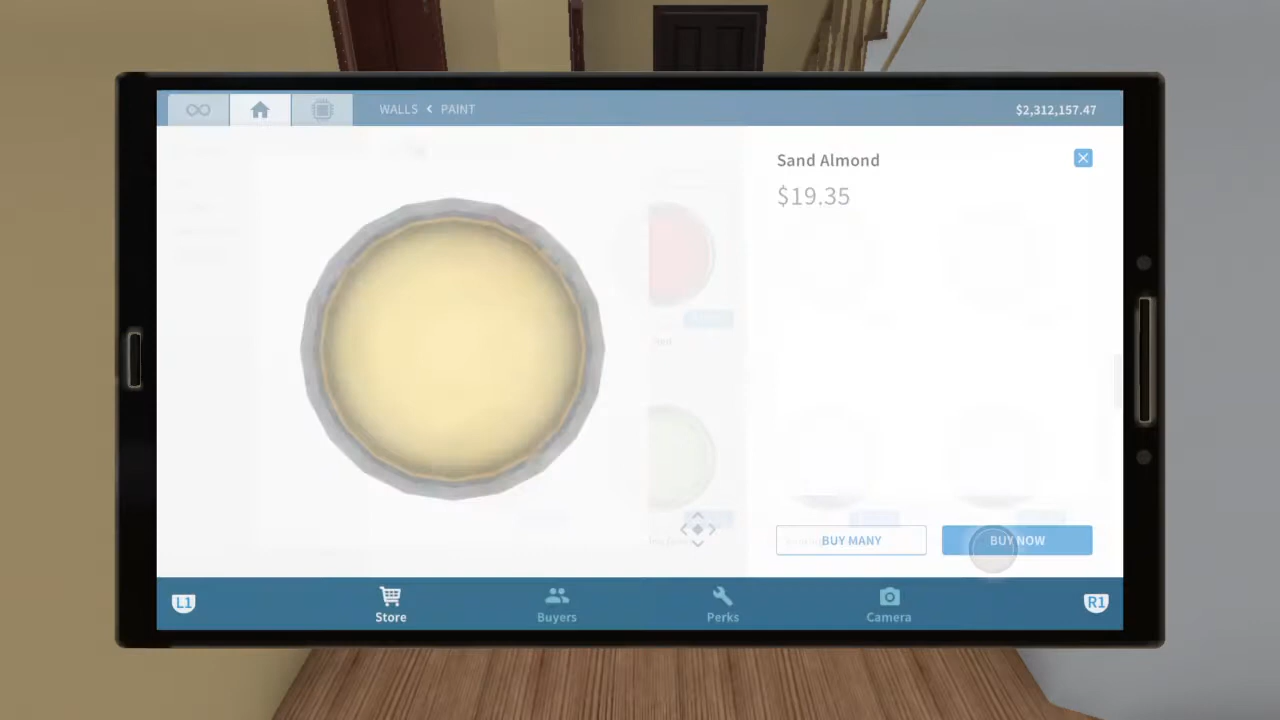 WALLS < PAINT
$2,312,157.47
Sand Almond
$19.35
BUY MANY
BUY NOW
L1
Store
Buyers
Perks
Camera
R1